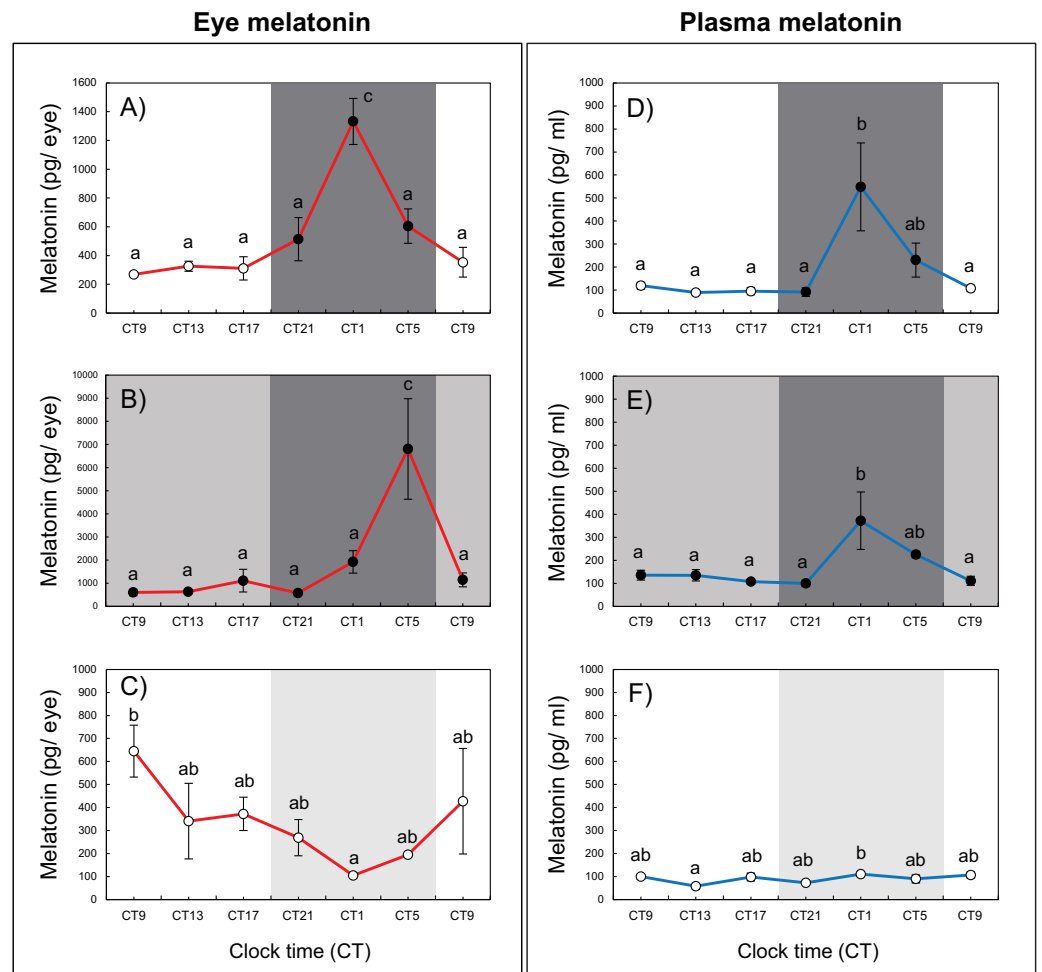 Eye melatonin
Plasma melatonin
A)
Melatonin (pg/ eye)
1600
1400
1200
1000
800
600
400
200
0
a a a a c a a
CT9 CT13 CT17 CT21 CT1 CT5 CT9
B)
Melatonin (pg/ eye)
10000
9000
8000
7000
6000
5000
4000
3000
2000
1000
0
a a a a a c a
CT9 CT13 CT17 CT21 CT1 CT5 CT9
C)
Melatonin (pg/ eye)
1000
900
800
700
600
500
400
300
200
100
0
b ab ab ab a ab ab
CT9 CT13 CT17 CT21 CT1 CT5 CT9
Clock time (CT)
D)
Melatonin (pg/ ml)
1000
900
800
700
600
500
400
300
200
100
0
a a a a b ab a
CT9 CT13 CT17 CT21 CT1 CT5 CT9
E)
Melatonin (pg/ ml)
1000
900
800
700
600
500
400
300
200
100
0
a a a a b ab a
CT9 CT13 CT17 CT21 CT1 CT5 CT9
F)
Melatonin (pg/ ml)
1000
900
800
700
600
500
400
300
200
100
0
ab a ab ab b ab ab
CT9 CT13 CT17 CT21 CT1 CT5 CT9
Clock time (CT)